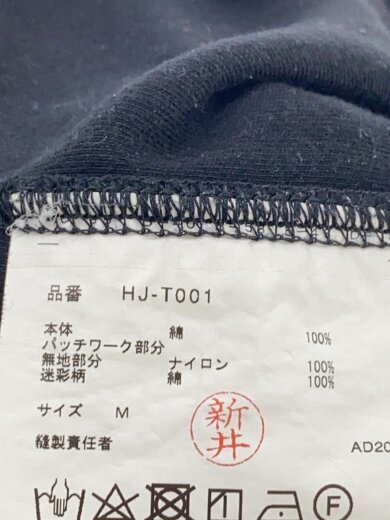 品番 HJ-T001
本体 綿 100%
パッチワーク部分
無地部分 ナイロン 100%
迷彩柄 綿 100%
サイズ M
新井
縫製責任者
AD20
F